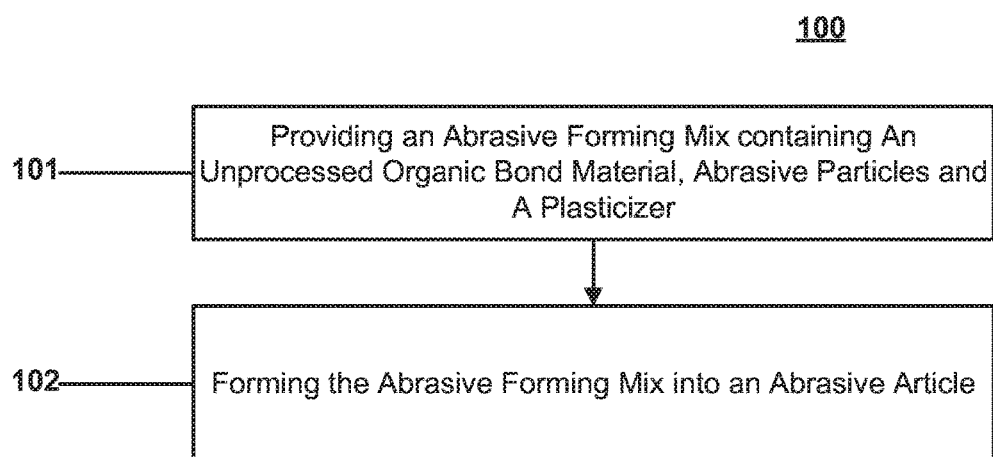 100
101
Providing an Abrasive Forming Mix containing An
Unprocessed Organic Bond Material, Abrasive Particles and
A Plasticizer
102
Forming the Abrasive Forming Mix into an Abrasive Article